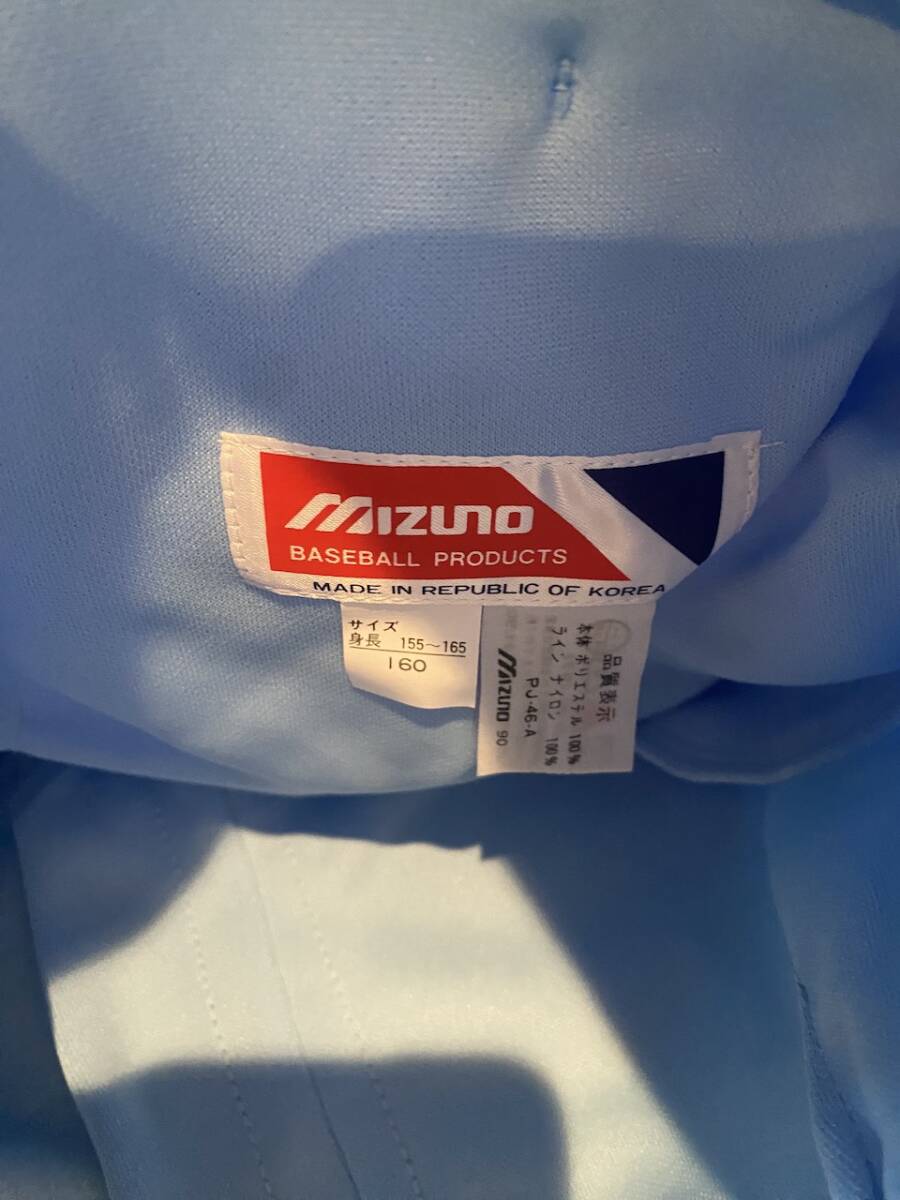 MIZUNO
BASEBALL PRODUCTS
MADE IN REPUBLIC OF KOREA
サイズ
身長 155～165
160
品質表示
本体 ポリエステル 100%
ライン ナイロン 100%
PJ-46-A
MIZUNO 90